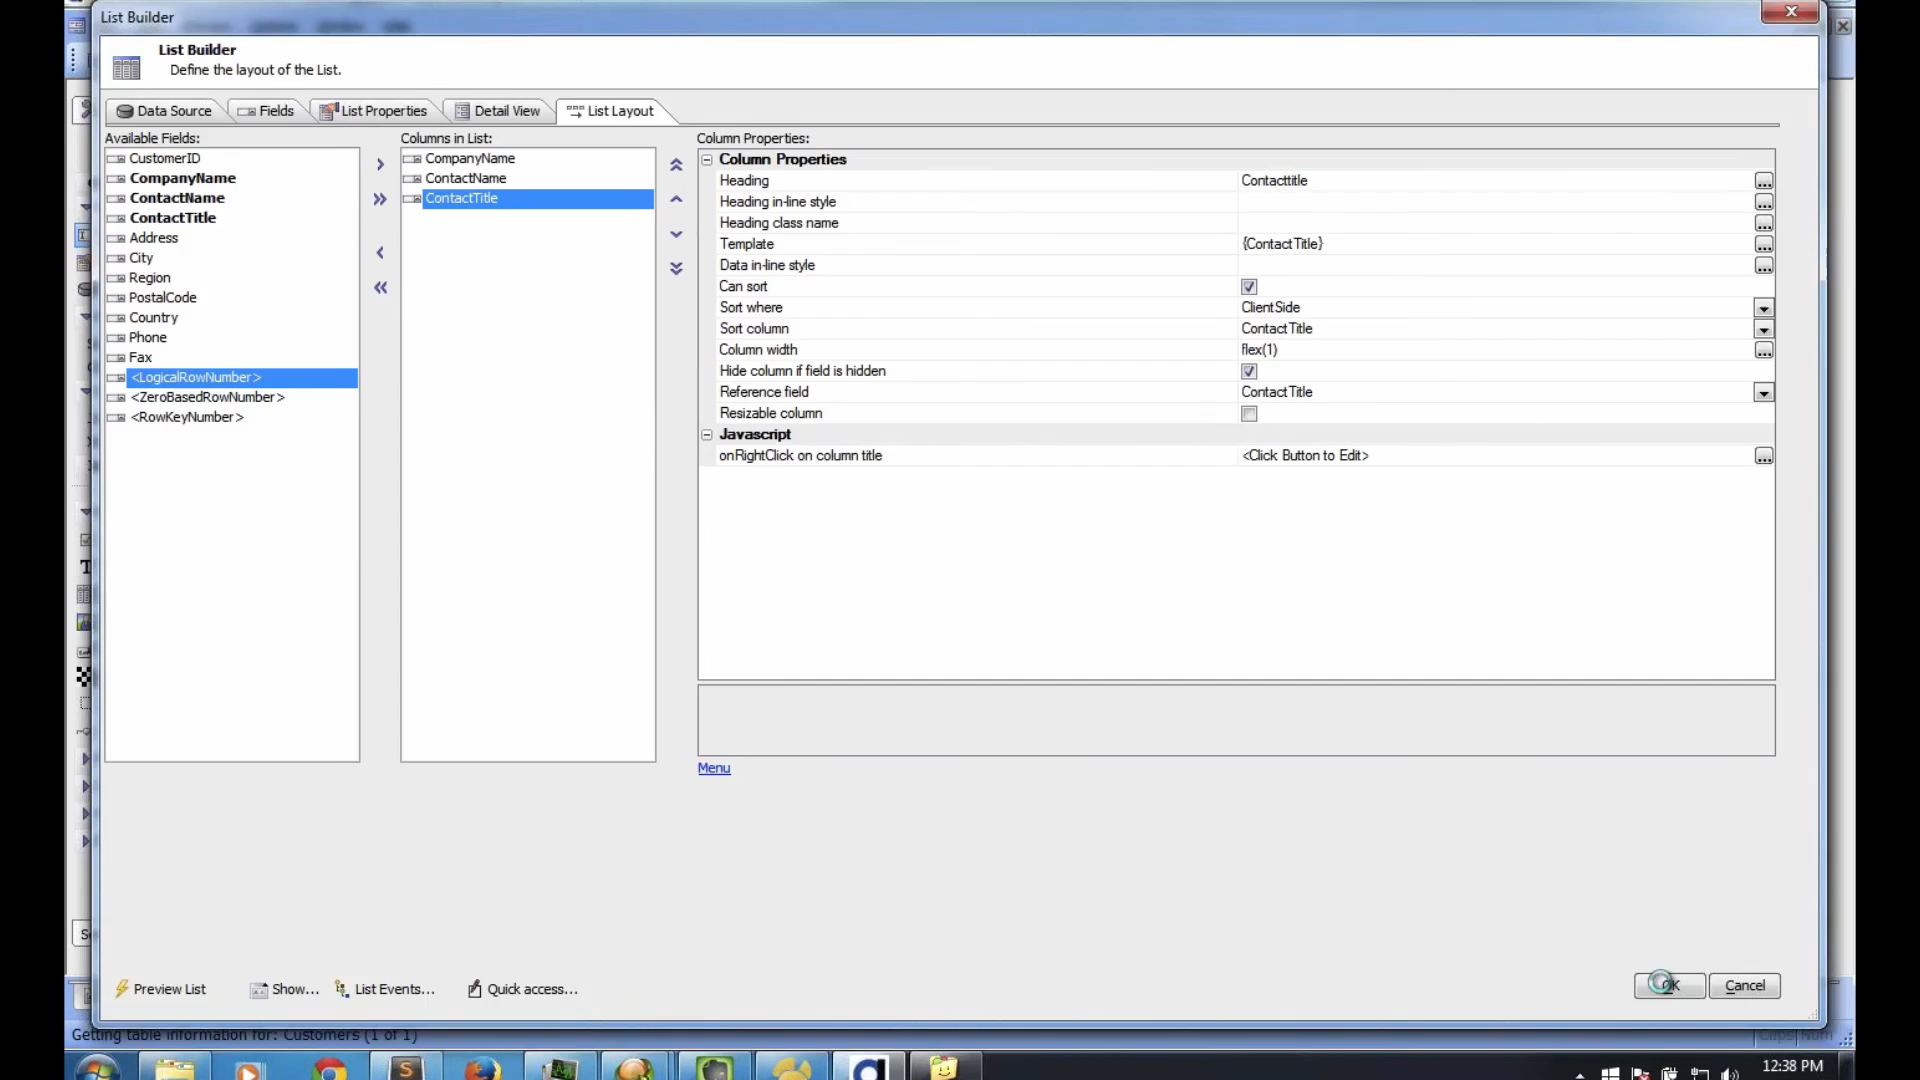 List Builder
List Builder
Define the layout of the List.
Data Source
Fields
List Properties
Detail View
List Layout
Available Fields:
Columns in List:
Column Properties:
CustomerID
CompanyName
ContactName
ContactTitle
Address
City
Region
PostalCode
Country
Phone
Fax
<LogicalRowNumber>
<ZeroBasedRowNumber>
<RowKeyNumber>
CompanyName
ContactName
ContactTitle
Column Properties
Heading Contacttitle
Heading in-line style
Heading class name
Template {ContactTitle}
Data in-line style
Can sort
Sort where ClientSide
Sort column ContactTitle
Column width flex(1)
Hide column if field is hidden
Reference field ContactTitle
Resizable column
Javascript
onRightClick on column title <Click Button to Edit>
Menu
Preview List
Show...
List Events...
Quick access...
OK
Cancel
Getting table information for: Customers (1 of 1)
12:38 PM